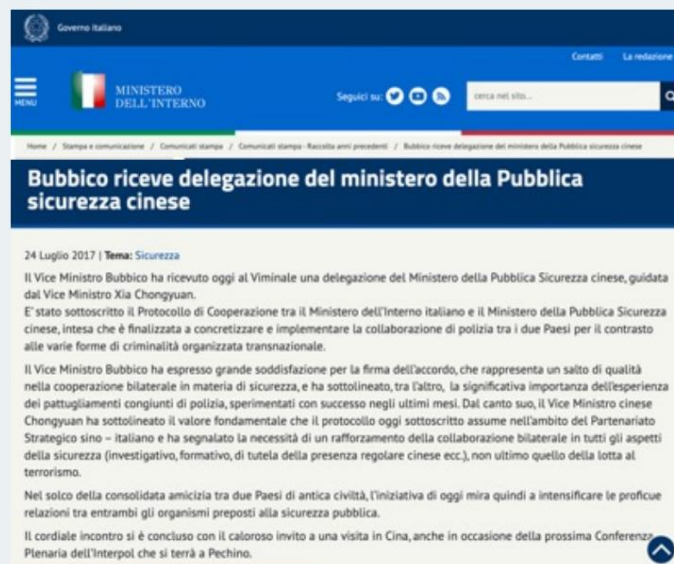 Governo Italiano
Contatti La redazione
MENU
MINISTERO
DELL'INTERNO
Seguici su:
cerca nel sito...
Home / Stampa e comunicazione / Comunicati stampa / Comunicati stampa - Raccolta anni precedenti / Bubbico riceve delegazione del ministero della Pubblica sicurezza cinese
Bubbico riceve delegazione del ministero della Pubblica
sicurezza cinese
24 Luglio 2017 | Tema: Sicurezza
Il Vice Ministro Bubbico ha ricevuto oggi al Viminale una delegazione del Ministero della Pubblica Sicurezza cinese, guidata
dal Vice Ministro Xia Chongyuan.
E' stato sottoscritto il Protocollo di Cooperazione tra il Ministero dell'Interno italiano e il Ministero della Pubblica Sicurezza
cinese, intesa che è finalizzata a concretizzare e implementare la collaborazione di polizia tra i due Paesi per il contrasto
alle varie forme di criminalità organizzata transnazionale.
Il Vice Ministro Bubbico ha espresso grande soddisfazione per la firma dell'accordo, che rappresenta un salto di qualità
nella cooperazione bilaterale in materia di sicurezza, e ha sottolineato, tra l'altro, la significativa importanza dell'esperienza
dei pattugliamenti congiunti di polizia, sperimentati con successo negli ultimi mesi. Dal canto suo, il Vice Ministro cinese
Chongyuan ha sottolineato il valore fondamentale che il protocollo oggi sottoscritto assume nell'ambito del Partenariato
Strategico sino – italiano e ha segnalato la necessità di un rafforzamento della collaborazione bilaterale in tutti gli aspetti
della sicurezza (investigativo, formativo, di tutela della presenza regolare cinese ecc.), non ultimo quello della lotta al
terrorismo.
Nel solco della consolidata amicizia tra due Paesi di antica civiltà, l'iniziativa di oggi mira quindi a intensificare le proficue
relazioni tra entrambi gli organismi preposti alla sicurezza pubblica.
Il cordiale incontro si è concluso con il caloroso invito a una visita in Cina, anche in occasione della prossima Conferenza
Plenaria dell'Interpol che si terrà a Pechino.